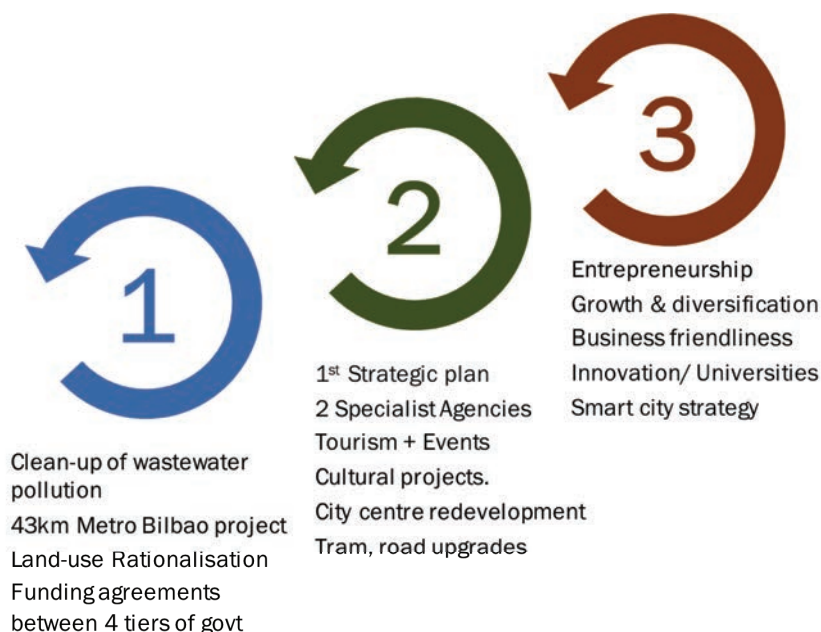 1
Clean-up of wastewater
pollution
43km Metro Bilbao project
Land-use Rationalisation
Funding agreements
between 4 tiers of govt
2
1st Strategic plan
2 Specialist Agencies
Tourism + Events
Cultural projects.
City centre redevelopment
Tram, road upgrades
3
Entrepreneurship
Growth & diversification
Business friendliness
Innovation/ Universities
Smart city strategy